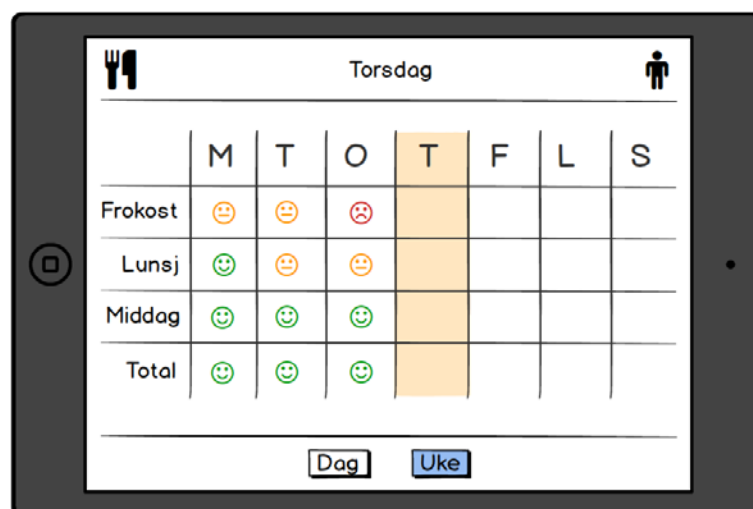 Torsdag
M T O T F L S
Frokost
Lunsj
Middag
Total
Dag Uke